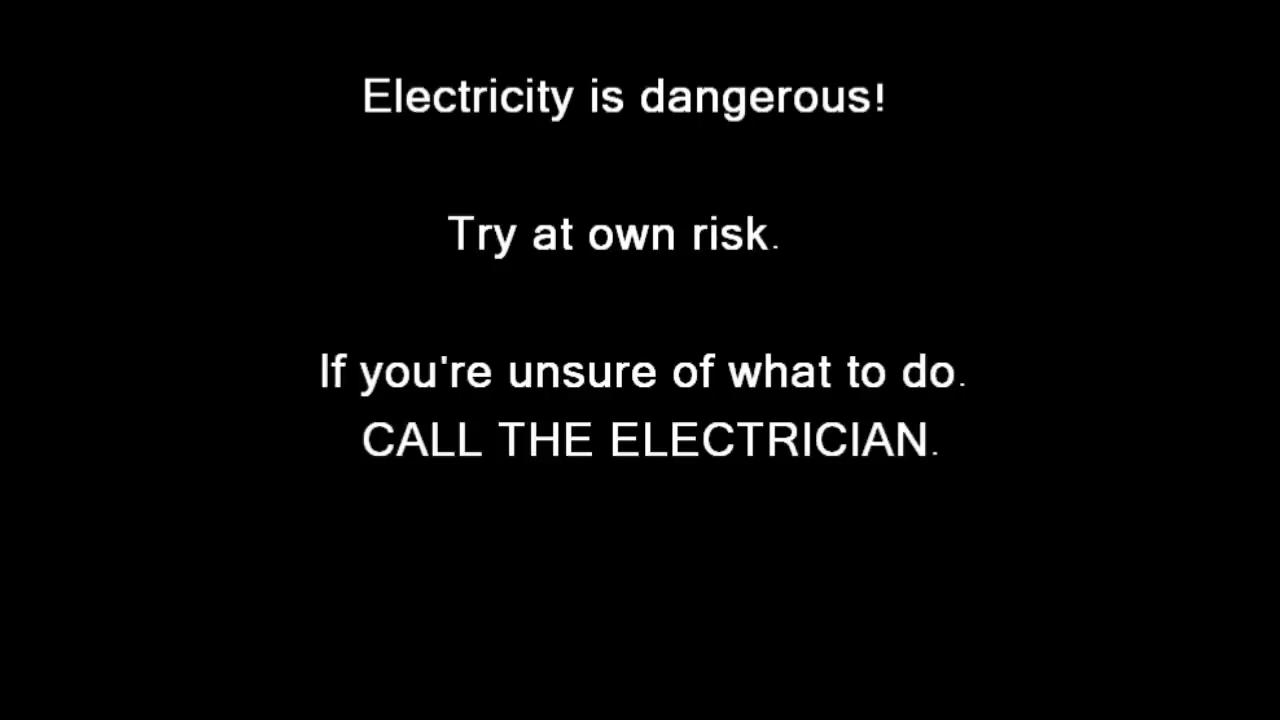 Electricity is dangerous!
Try at own risk.
If you're unsure of what to do.
CALL THE ELECTRICIAN.